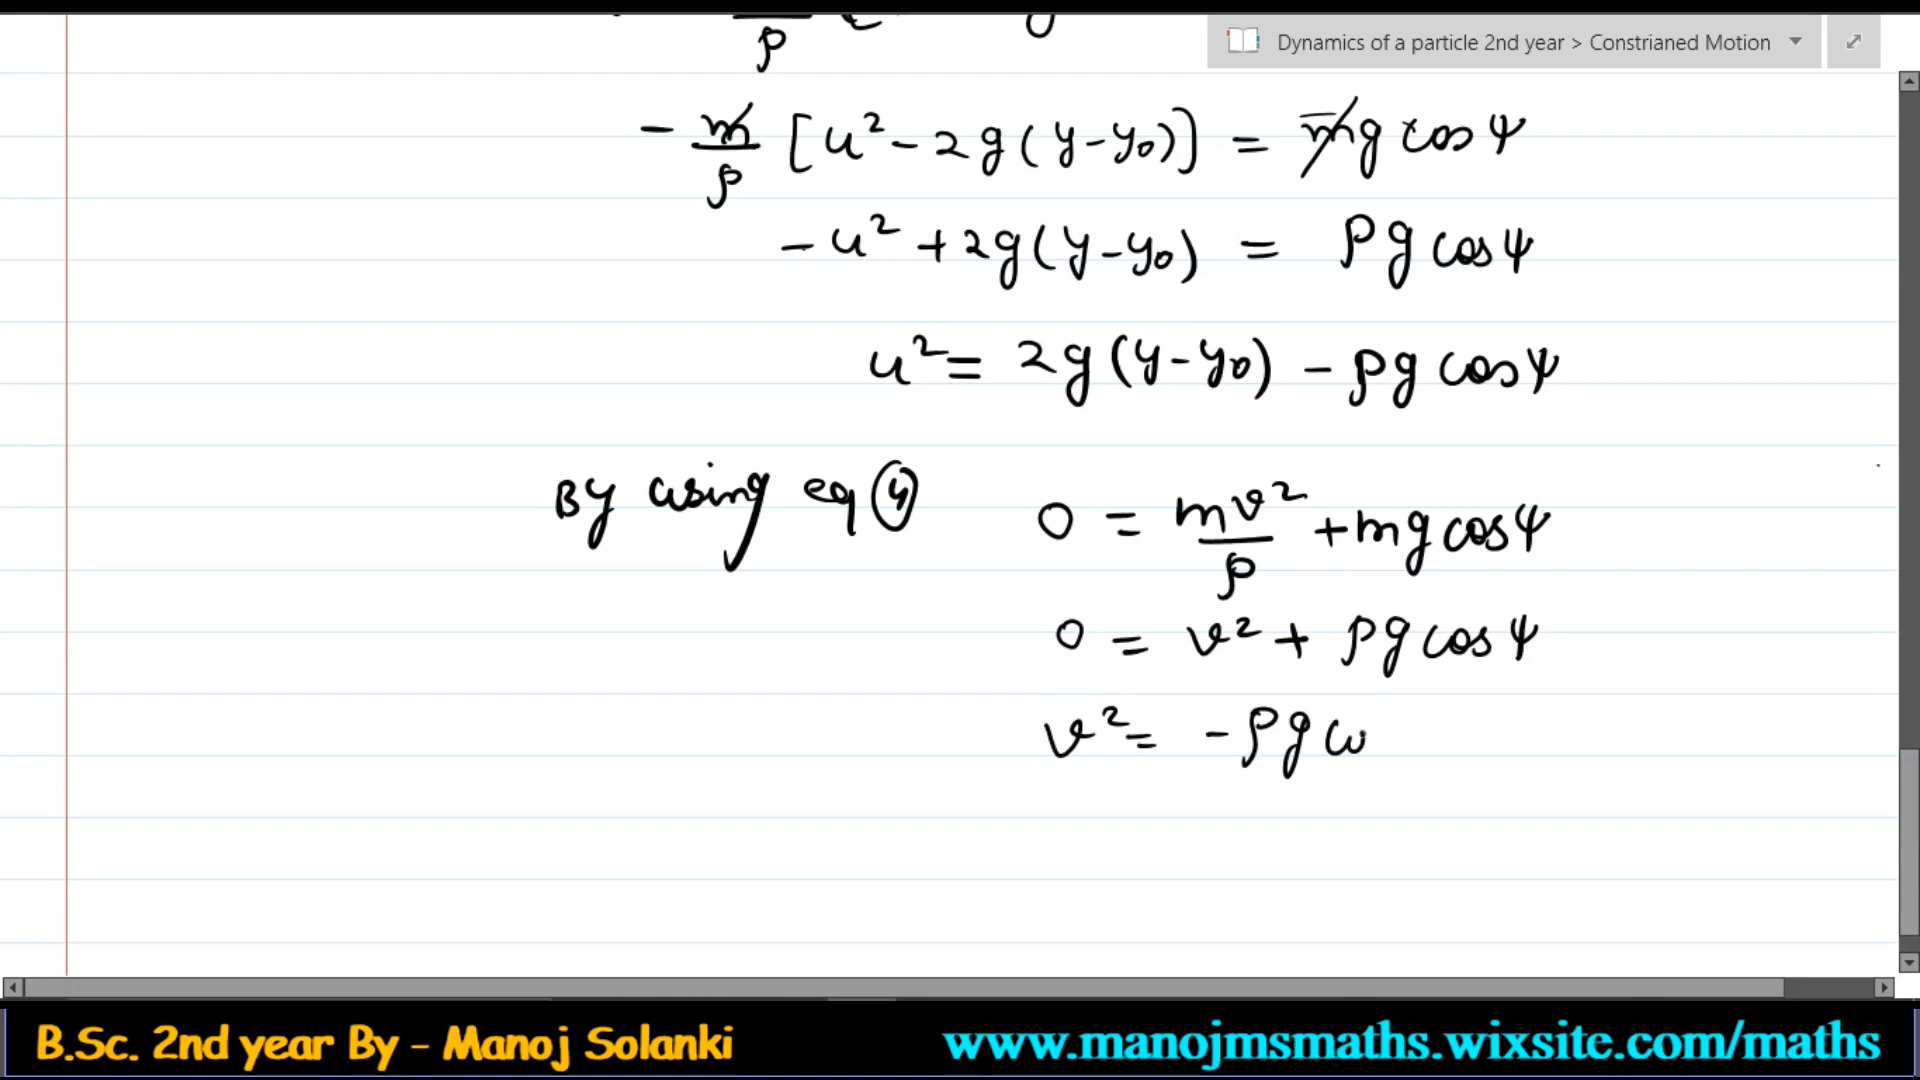 ρ
Dynamics of a particle 2nd year > Constrianed Motion
- m/ρ [u² - 2g(y-y₀)] = mg cos ψ
- u² + 2g(y-y₀) = ρg cos ψ
u² = 2g(y-y₀) - ρg cos ψ
By using eq ④ 0 = mv²/ρ + mg cos ψ
0 = v² + ρg cos ψ
v² = - ρg co
B.Sc. 2nd year By - Manoj Solanki
www.manojmsmaths.wixsite.com/maths